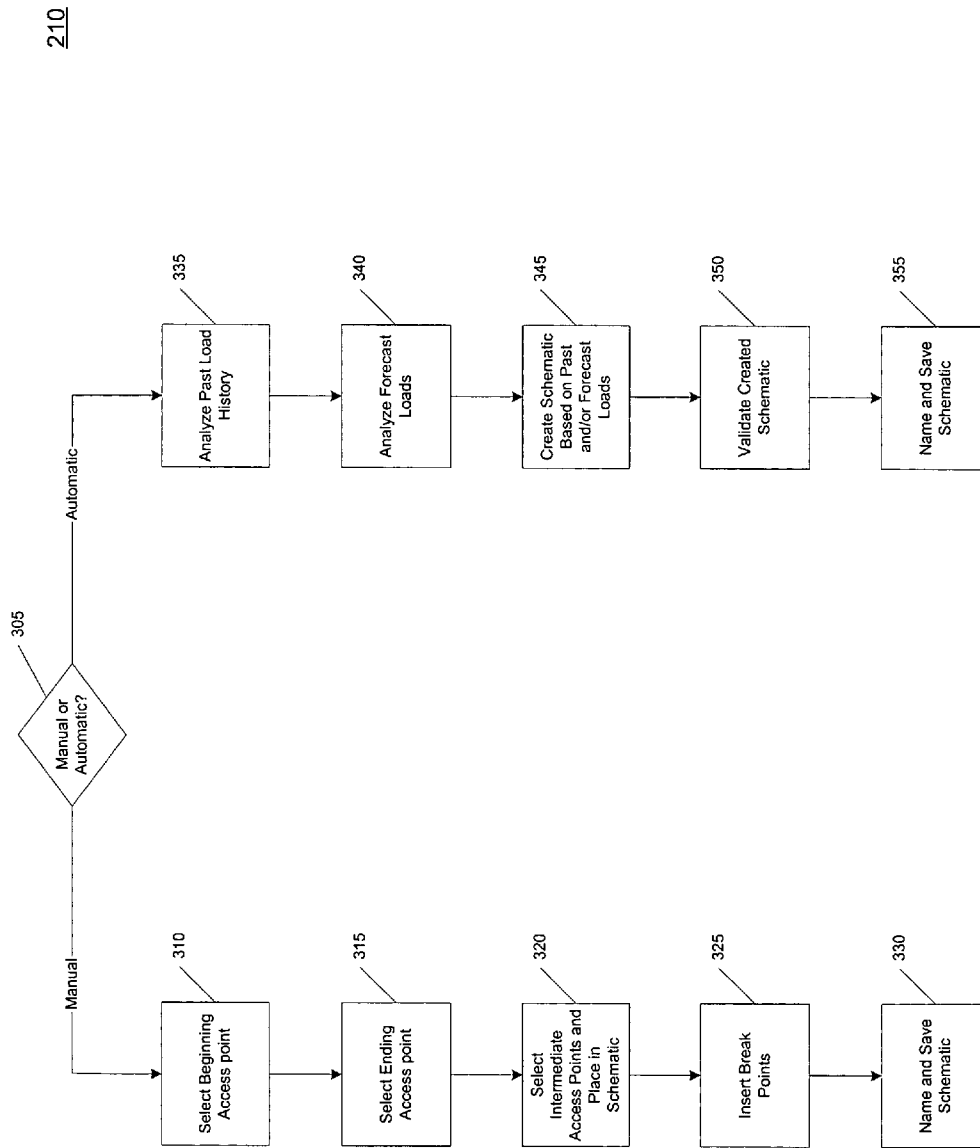 210
305
Manual or
Automatic?
Manual
Automatic
310
Select Beginning
Access point
315
Select Ending
Access point
320
Select
Intermediate
Access Points and
Place in
Schematic
325
Insert Break
Points
330
Name and Save
Schematic
335
Analyze Past Load
History
340
Analyze Forecast
Loads
345
Create Schematic
Based on Past
and/or Forecast
Loads
350
Validate Created
Schematic
355
Name and Save
Schematic